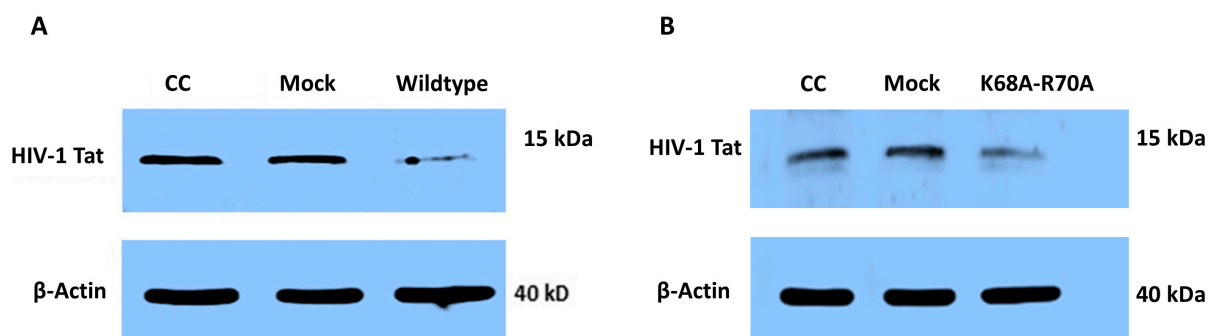 A
CC Mock Wildtype
HIV-1 Tat 15 kDa
β-Actin 40 kD
B
CC Mock K68A-R70A
HIV-1 Tat 15 kDa
β-Actin 40 kDa